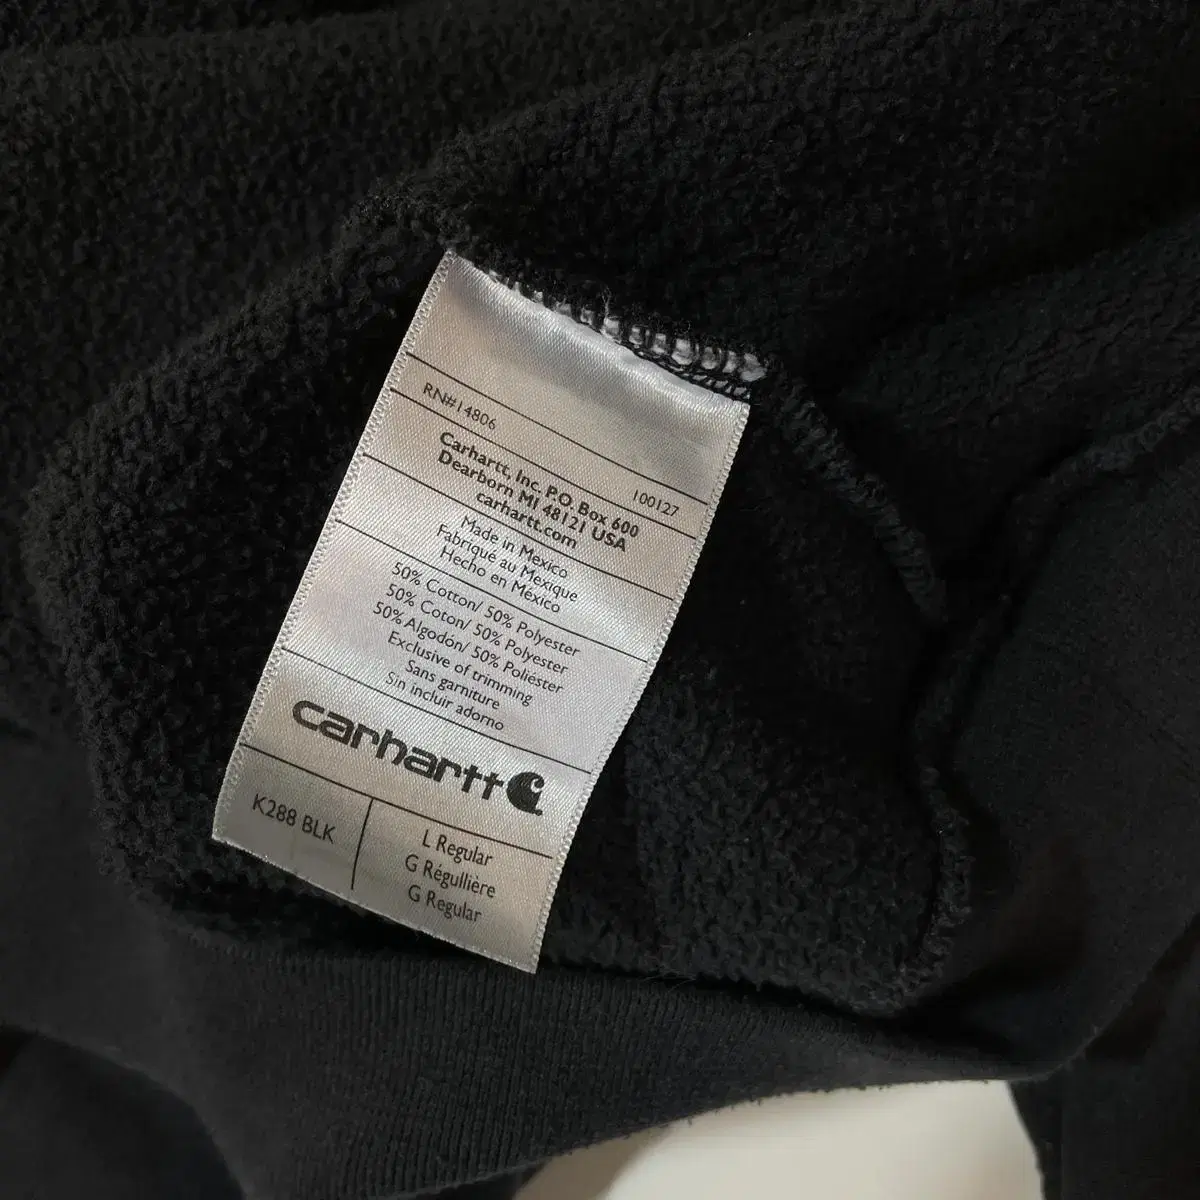 RN#14806
100127
Carhartt, Inc. P.O. Box 600
Dearborn MI 48121 USA
carhartt.com
Made in Mexico
Fabriqué au Mexique
Hecho en México
50% Cotton/ 50% Polyester
50% Coton/ 50% Polyester
50% Algodón/ 50% Poliéster
Exclusive of trimming
Sans garniture
Sin incluir adorno
carhartt
K288 BLK
L Regular
G Régullière
G Regular